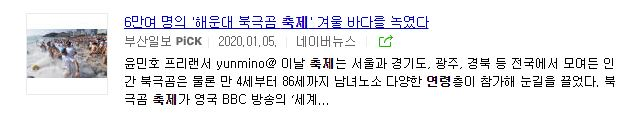 6만여 명의 '해운대 북극곰 축제' 겨울 바다를 녹였다
부산일보 PiCK | 2020.01.05. | 네이버뉴스 |
윤민호 프리랜서 yunmino@ 이날 축제는 서울과 경기도, 광주, 경북 등 전국에서 모여든 인
간 북극곰은 물론 만 4세부터 86세까지 남녀노소 다양한 연령층이 참가해 눈길을 끌었다. 북
극곰 축제가 영국 BBC 방송의 '세계...